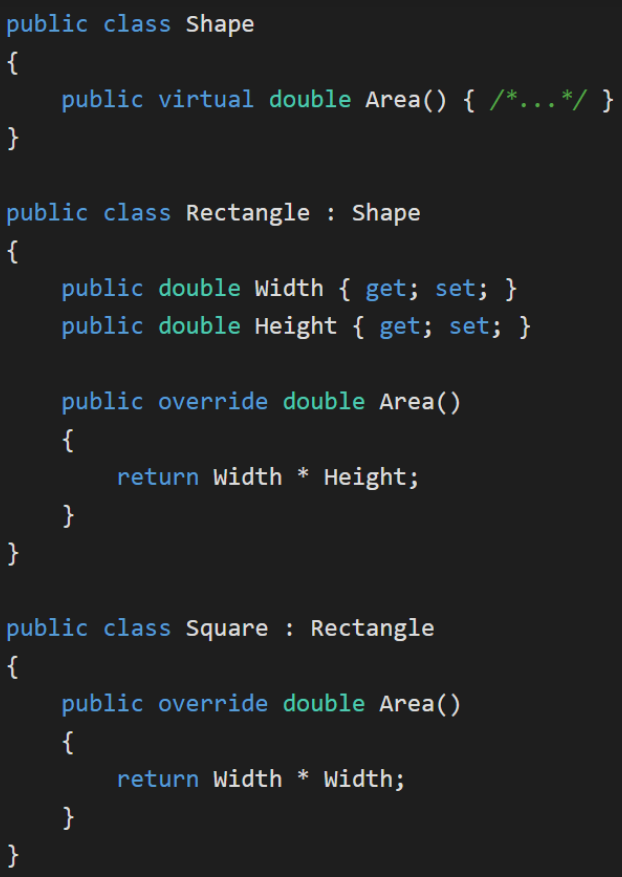 public class Shape
{
    public virtual double Area() { /*...*/ }
}

public class Rectangle : Shape
{
    public double Width { get; set; }
    public double Height { get; set; }

    public override double Area()
    {
        return Width * Height;
    }
}

public class Square : Rectangle
{
    public override double Area()
    {
        return Width * Width;
    }
}